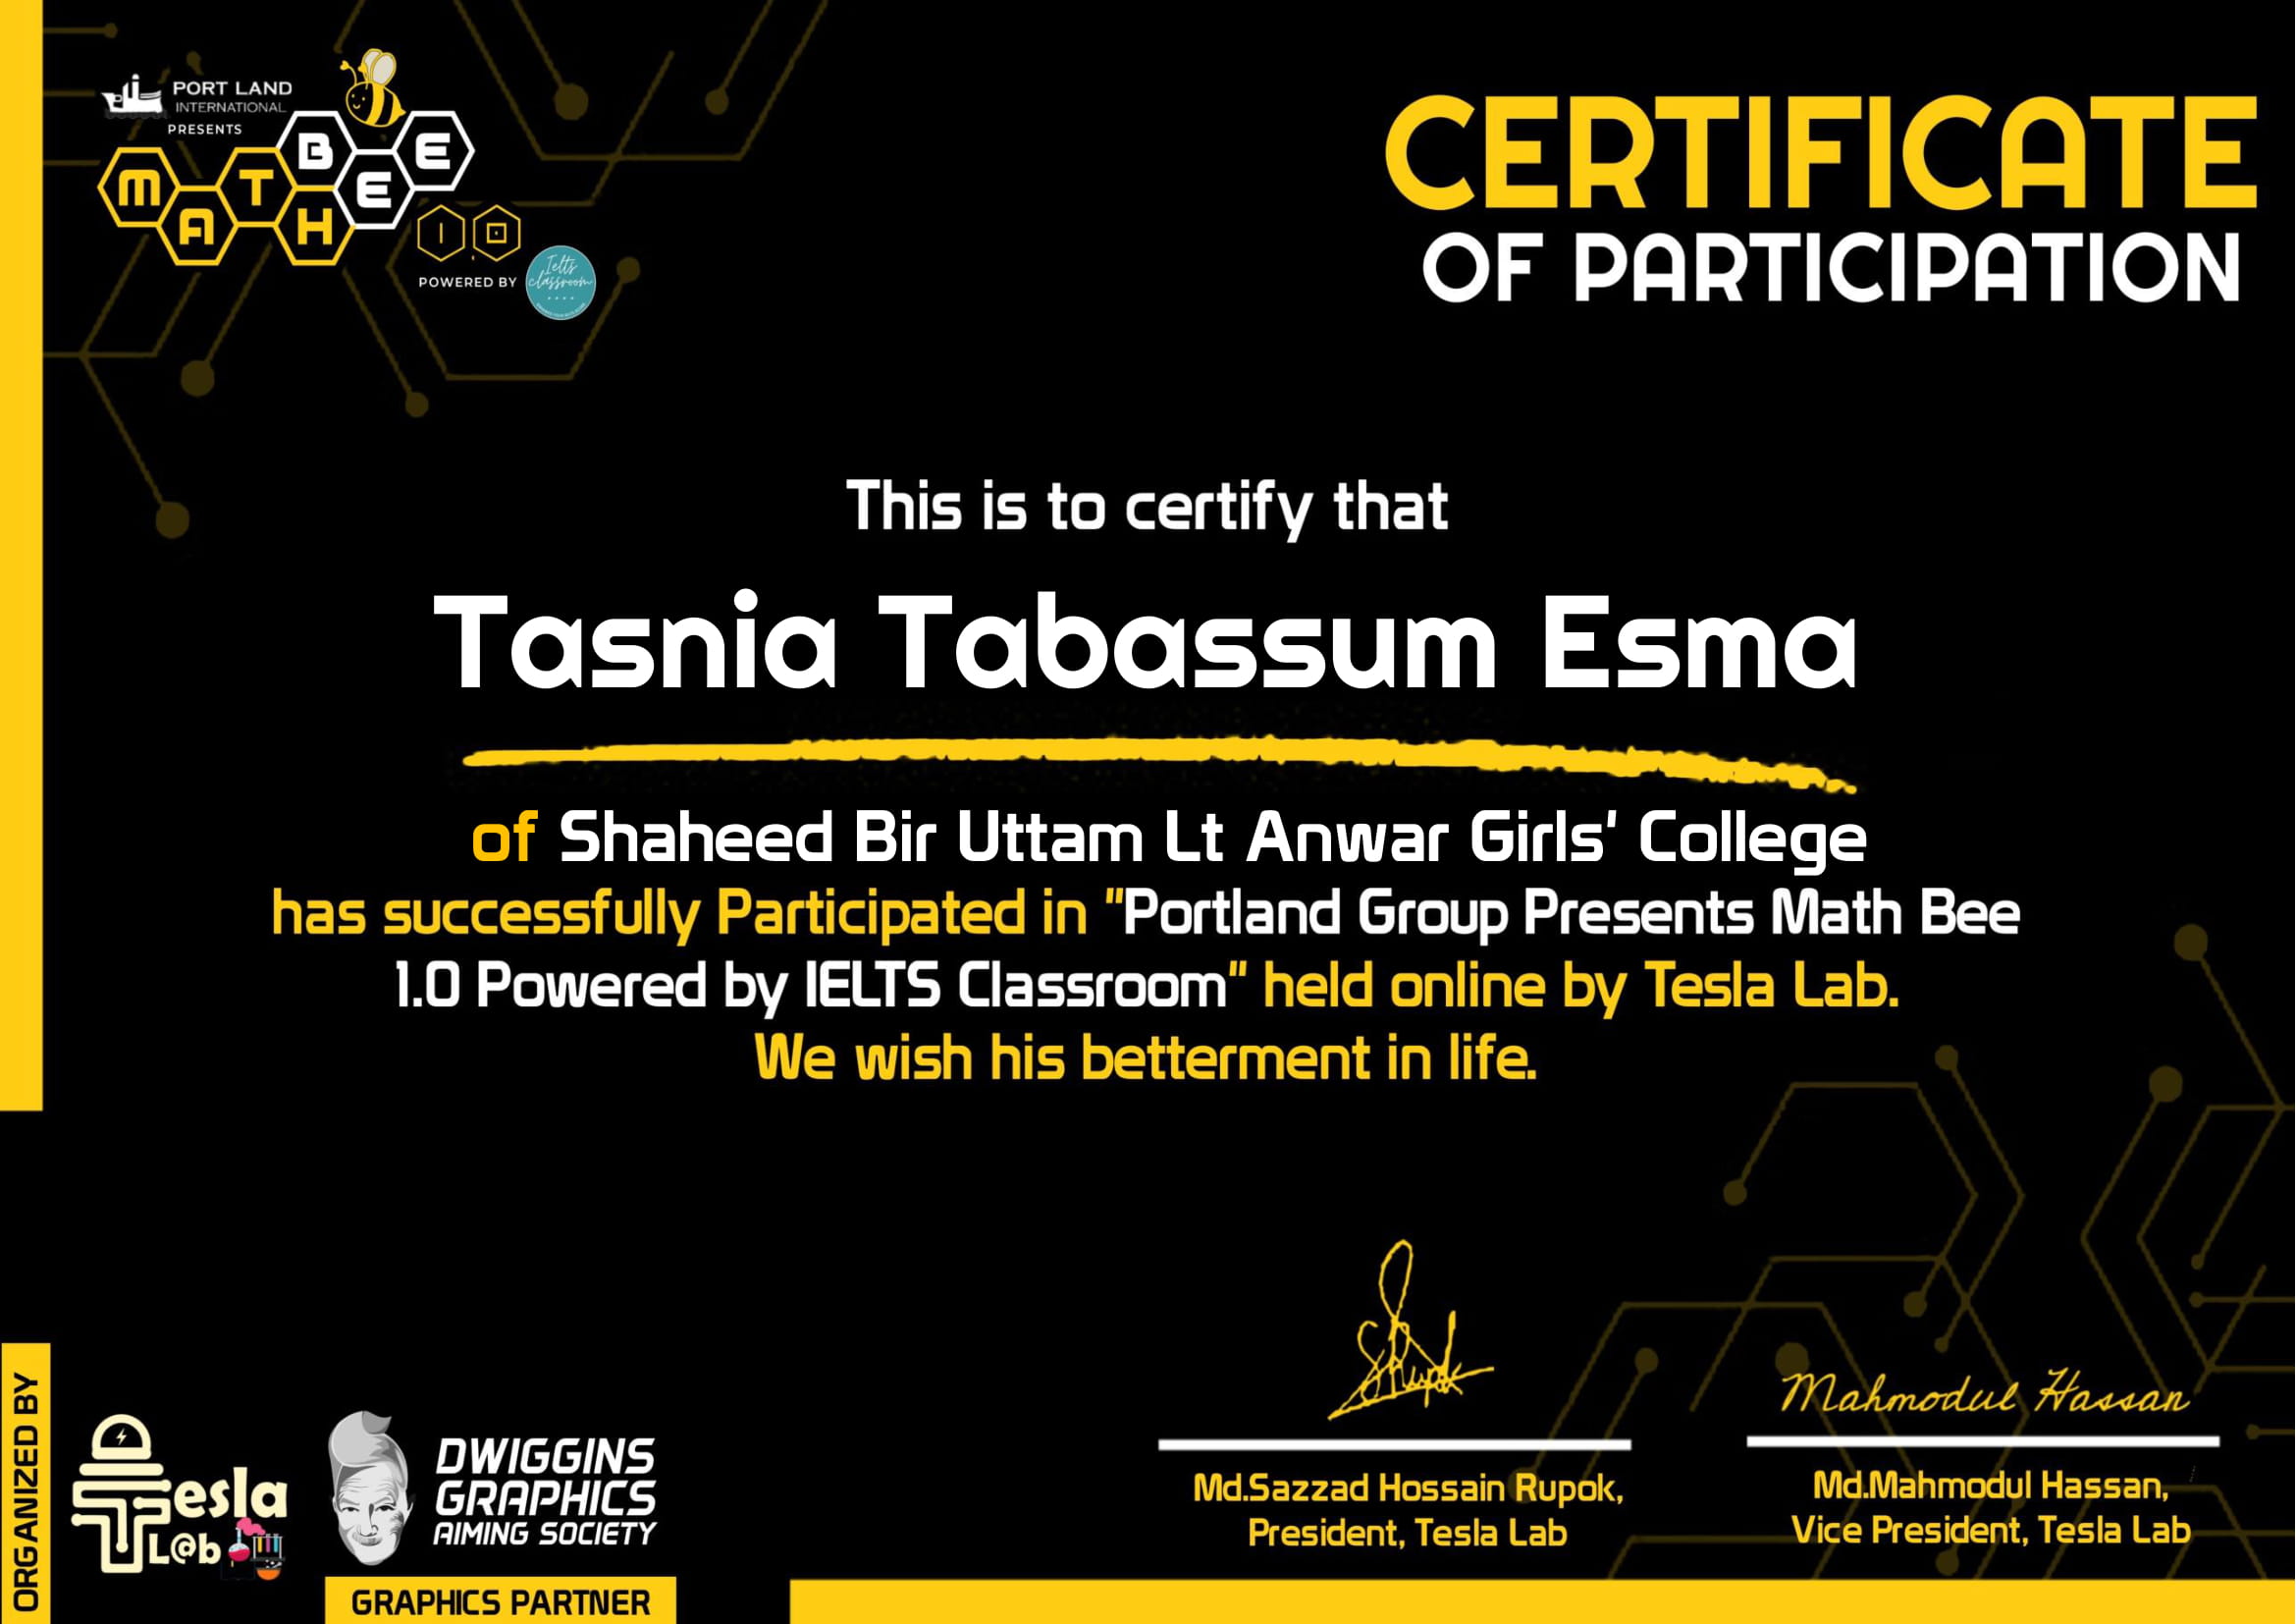 PORT LAND
INTERNATIONAL
PRESENTS
MATH BEE
1.0
POWERED BY
Ielts
classroom
CERTIFICATE
OF PARTICIPATION
This is to certify that
Tasnia Tabassum Esma
of Shaheed Bir Uttam Lt Anwar Girls' College
has successfully Participated in "Portland Group Presents Math Bee
1.0 Powered by IELTS Classroom" held online by Tesla Lab.
We wish his betterment in life.
Mahmodul Hassan
Md.Sazzad Hossain Rupok,
President, Tesla Lab
Md.Mahmodul Hassan,
Vice President, Tesla Lab
ORGANIZED BY
Tesla
L@b
DWIGGINS
GRAPHICS
AIMING SOCIETY
GRAPHICS PARTNER